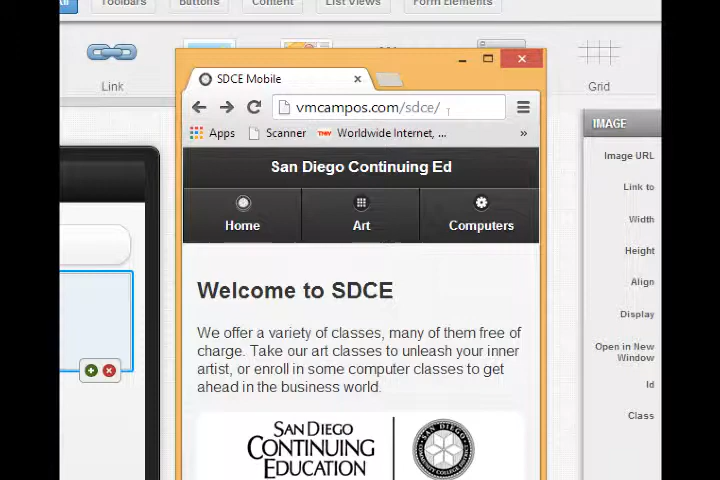 All
Toolbars
Buttons
Content
List Views
Form Elements
Link
Grid
SDCE Mobile
vmcampos.com/sdce/
Apps
Scanner
Worldwide Internet, ...
»
San Diego Continuing Ed
Home
Art
Computers
Welcome to SDCE
We offer a variety of classes, many of them free of
charge. Take our art classes to unleash your inner
artist, or enroll in some computer classes to get
ahead in the business world.
SAN DIEGO
CONTINUING
EDUCATION
IMAGE
Image URL
Link to
Width
Height
Align
Display
Open in New
Window
Id
Class